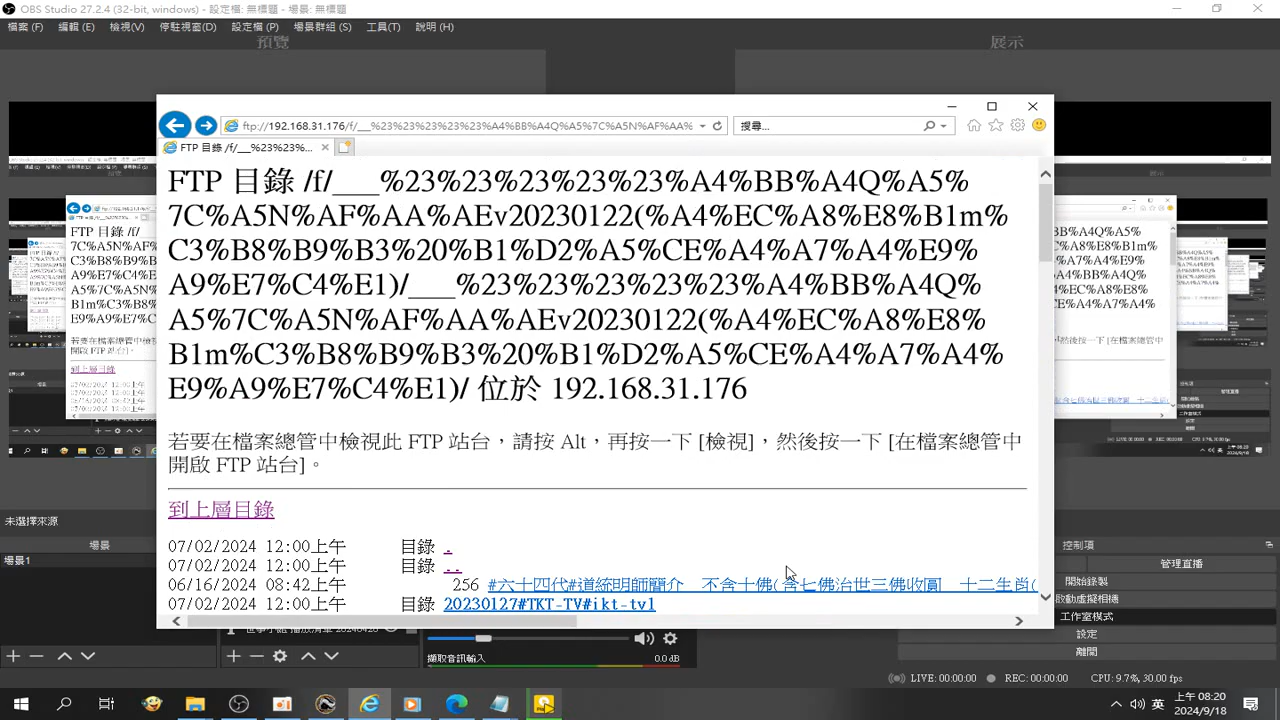 OBS Studio 27.2.4 (32-bit, windows) - 設定檔: 無標題 - 場景: 無標題
檔案 (F) 編輯 (E) 檢視(V) 停駐視窗(D) 設定檔 (P) 場景群組 (S) 工具(T) 說明 (H)
預覽 展示
ftp://192.168.31.176/f/___%23%23%23%23%23%A4%BB%A4Q%A5%7C%A5N%AF%AA%
搜尋...
FTP 目錄 /f/___%23%23%...
FTP 目錄 /f/___%23%23%23%23%23%A4%BB%A4Q%A5%
7C%A5N%AF%AA%AEv20230122(%A4%EC%A8%E8%B1m%
C3%B8%B9%B3%20%B1%D2%A5%CE%A4%A7%A4%E9%
A9%E7%C4%E1)/___%23%23%23%23%23%A4%BB%A4Q%
A5%7C%A5N%AF%AA%AEv20230122(%A4%EC%A8%E8%
B1m%C3%B8%B9%B3%20%B1%D2%A5%CE%A4%A7%A4%
E9%A9%E7%C4%E1)/ 位於 192.168.31.176
若要在檔案總管中檢視此 FTP 站台，請按 Alt，再按一下 [檢視]，然後按一下 [在檔案總管中
開啟 FTP 站台]。
到上層目錄
07/02/2024 12:00上午 目錄 .
07/02/2024 12:00上午 目錄 ..
06/16/2024 08:42上午 256 #六十四代#道統明師簡介__不含十佛(含七佛治世三佛收圓__十二生肖(
07/02/2024 12:00上午 目錄 20230127#TKT-TV#ikt-tv1
未選擇來源
場景
場景1
擷取音訊輸入 0.0 dB
控制項
管理直播
開始錄製
啟動虛擬相機
工作室模式
設定
離開
LIVE: 00:00:00 REC: 00:00:00 CPU: 9.7%, 30.00 fps
英
上午 08:20
2024/9/18